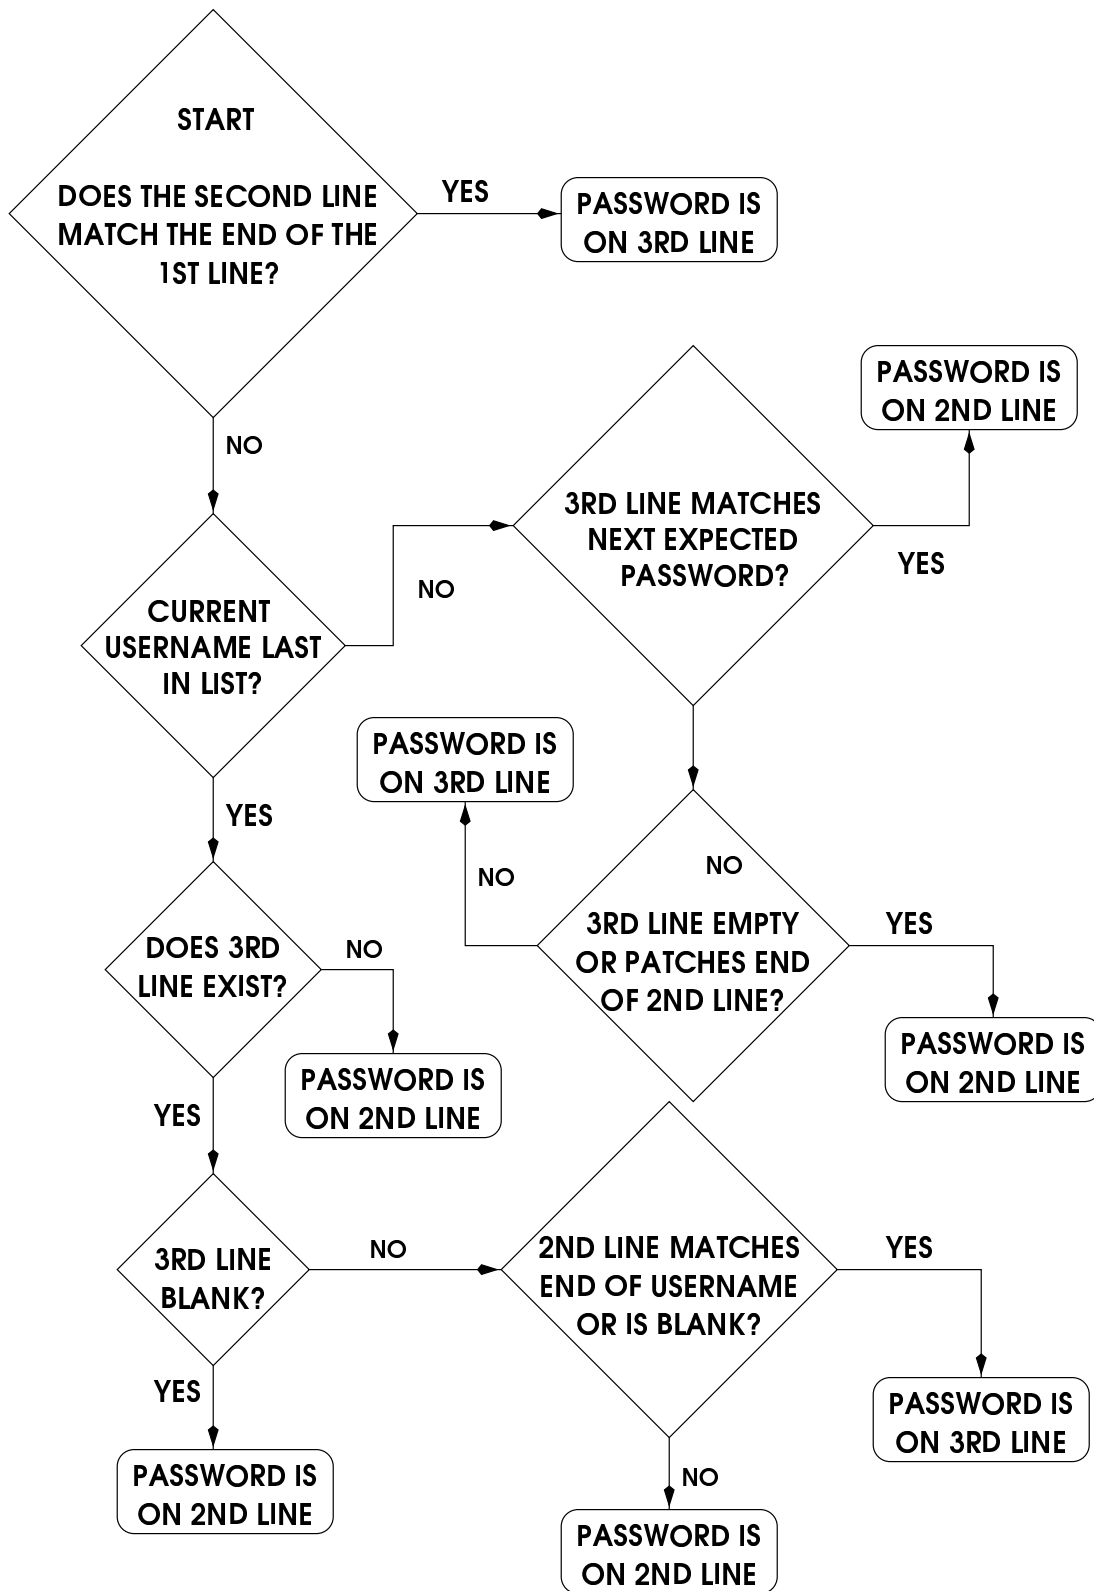 START
DOES THE SECOND LINE
MATCH THE END OF THE
1ST LINE?
YES
PASSWORD IS
ON 3RD LINE
NO
CURRENT
USERNAME LAST
IN LIST?
NO
3RD LINE MATCHES
NEXT EXPECTED
PASSWORD?
YES
PASSWORD IS
ON 2ND LINE
NO
3RD LINE EMPTY
OR PATCHES END
OF 2ND LINE?
NO
PASSWORD IS
ON 3RD LINE
YES
PASSWORD IS
ON 2ND LINE
YES
DOES 3RD
LINE EXIST?
NO
PASSWORD IS
ON 2ND LINE
YES
3RD LINE
BLANK?
YES
PASSWORD IS
ON 2ND LINE
NO
2ND LINE MATCHES
END OF USERNAME
OR IS BLANK?
YES
PASSWORD IS
ON 3RD LINE
NO
PASSWORD IS
ON 2ND LINE